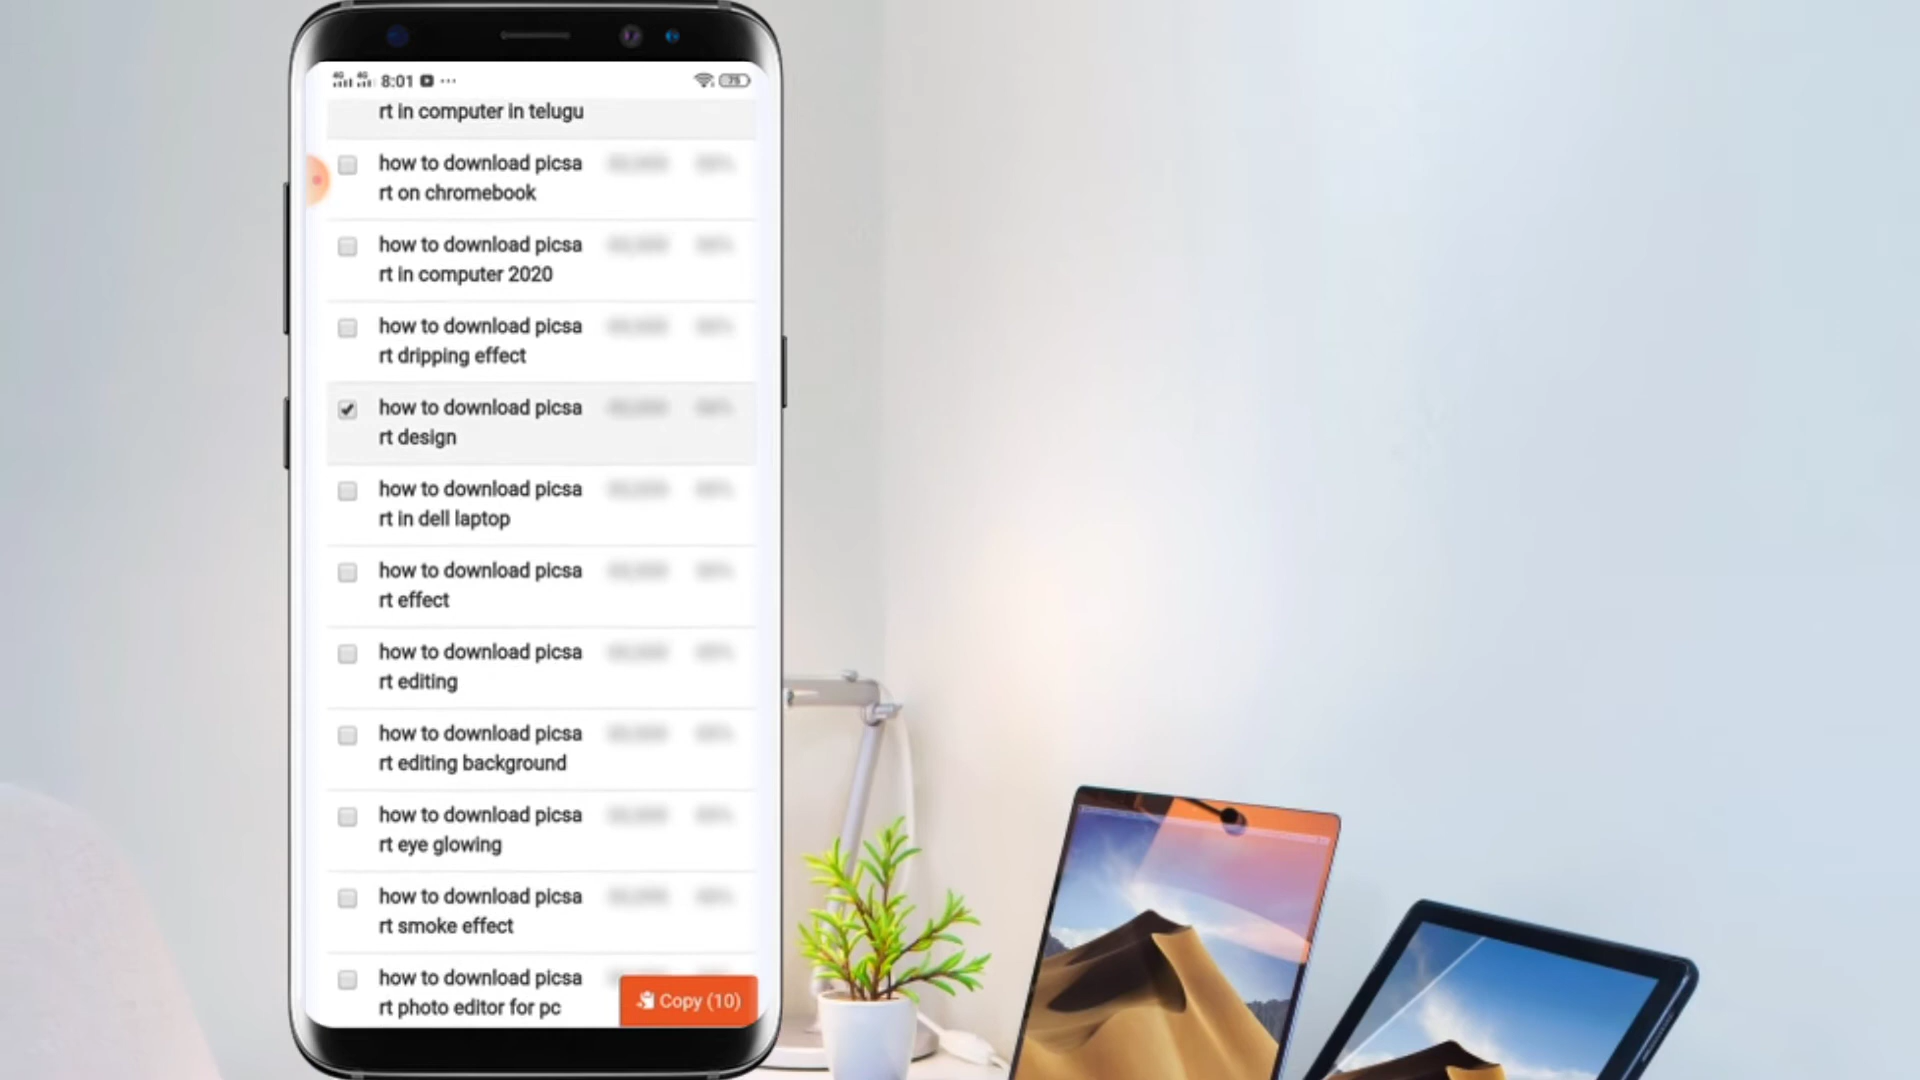 4G 4G 8:01 ··· 75
rt in computer in telugu
how to download picsa
rt on chromebook
how to download picsa
rt in computer 2020
how to download picsa
rt dripping effect
how to download picsa
rt design
how to download picsa
rt in dell laptop
how to download picsa
rt effect
how to download picsa
rt editing
how to download picsa
rt editing background
how to download picsa
rt eye glowing
how to download picsa
rt smoke effect
how to download picsa
rt photo editor for pc
Copy (10)